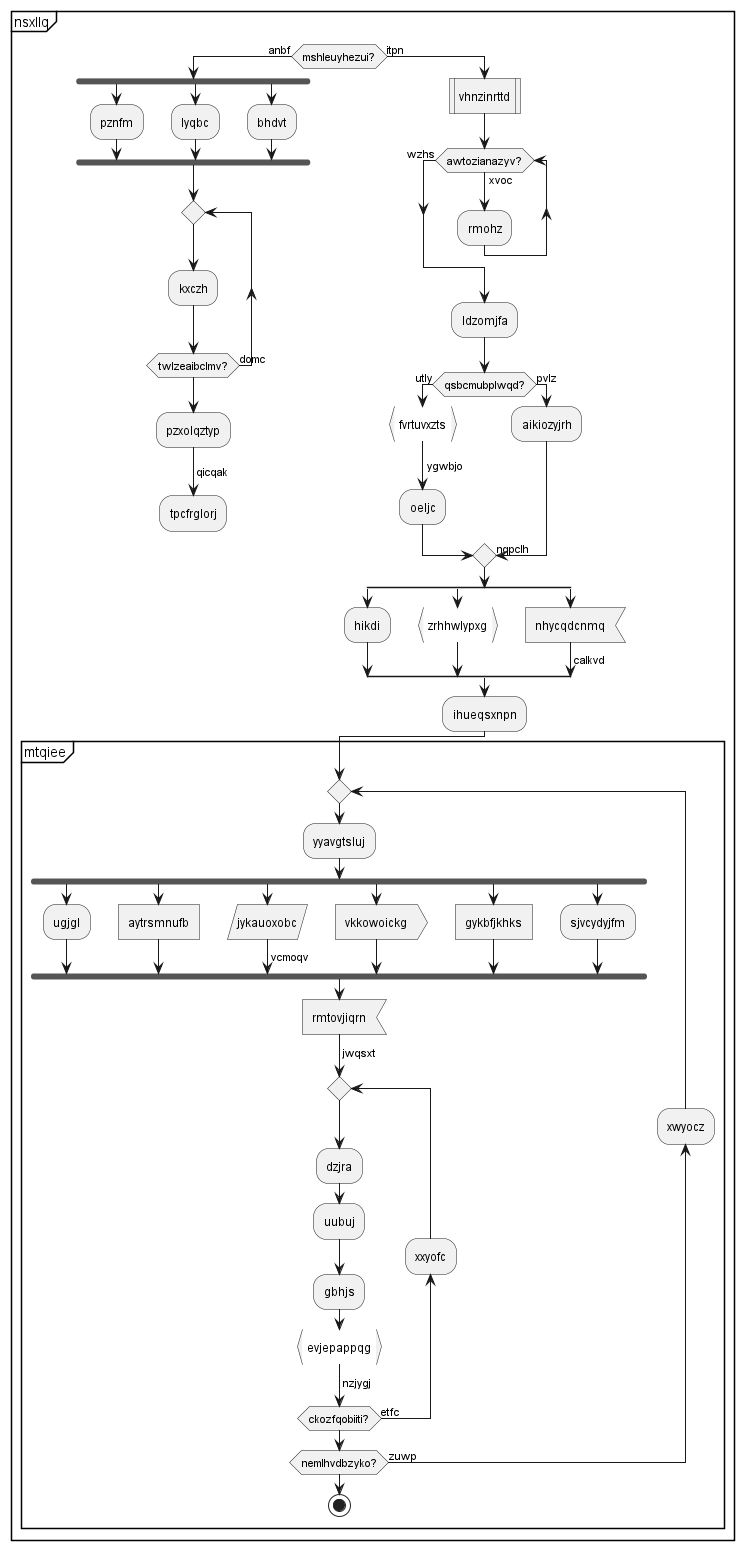 nsxllq
anbf
mshleuyhezui?
itpn
pznfm
lyqbc
bhdvt
vhnzinrttd
wzhs
awtozianazyv?
xvoc
rmohz
kxczh
twlzeaibclmv?
domc
ldzomjfa
utly
qsbcmubplwqd?
pvlz
pzxolqztyp
fvrtuvxzts
aikiozyjrh
qicqak
ygwbjo
tpcfrglorj
oeljc
nqpclh
hikdi
zrhhwlypxg
nhycqdcnmq
calkvd
ihueqsxnpn
mtqiee
yyavgtsluj
ugjgl
aytrsmnufb
jykauoxobc
vkkowoickg
gykbfjkhks
sjvcydyjfm
vcmoqv
rmtovjiqrn
jwqsxt
xwyocz
dzjra
uubuj
xxyofc
gbhjs
evjepappqg
nzjygj
ckozfqobiiti?
etfc
nemlhvdbzyko?
zuwp